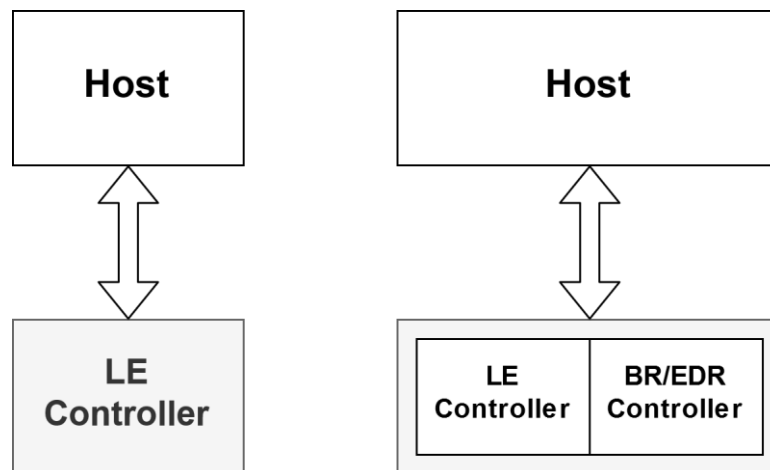 Host
Host
LE
Controller
LE
Controller
BR/EDR
Controller